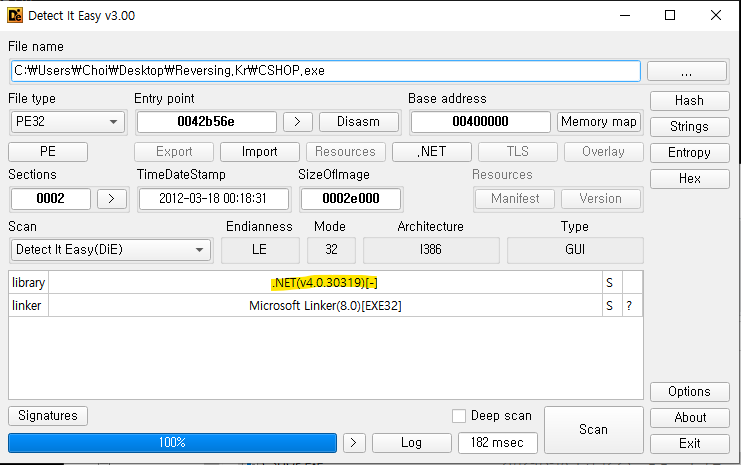 Detect It Easy v3.00
File name
C:₩Users₩Choi₩Desktop₩Reversing.Kr₩CSHOP.exe
...
File type
Entry point
Base address
PE32
0042b56e
>
Disasm
00400000
Memory map
Hash
Strings
Entropy
Hex
PE
Export
Import
Resources
.NET
TLS
Overlay
Sections
TimeDateStamp
SizeOfImage
Resources
0002
>
2012-03-18 00:18:31
0002e000
Manifest
Version
Scan
Endianness
Mode
Architecture
Type
Detect It Easy(DiE)
LE
32
I386
GUI
library .NET(v4.0.30319)[-] S
linker Microsoft Linker(8.0)[EXE32] S ?
Signatures
Deep scan
Scan
100%
>
Log
182 msec
Options
About
Exit